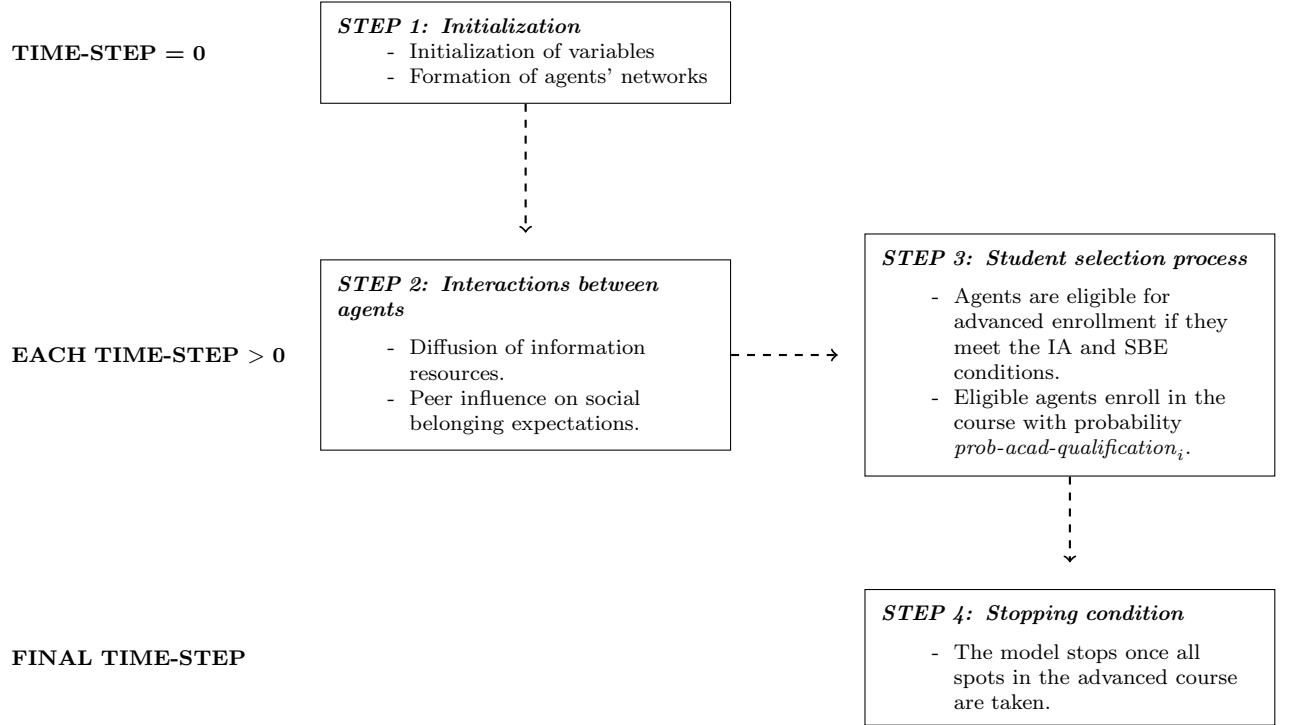 TIME-STEP = 0
STEP 1: Initialization
- Initialization of variables
- Formation of agents' networks
EACH TIME-STEP > 0
STEP 2: Interactions between
agents
- Diffusion of information
resources.
- Peer influence on social
belonging expectations.
STEP 3: Student selection process
- Agents are eligible for
advanced enrollment if they
meet the IA and SBE
conditions.
- Eligible agents enroll in the
course with probability
prob-acad-qualificationᵢ.
FINAL TIME-STEP
STEP 4: Stopping condition
- The model stops once all
spots in the advanced course
are taken.